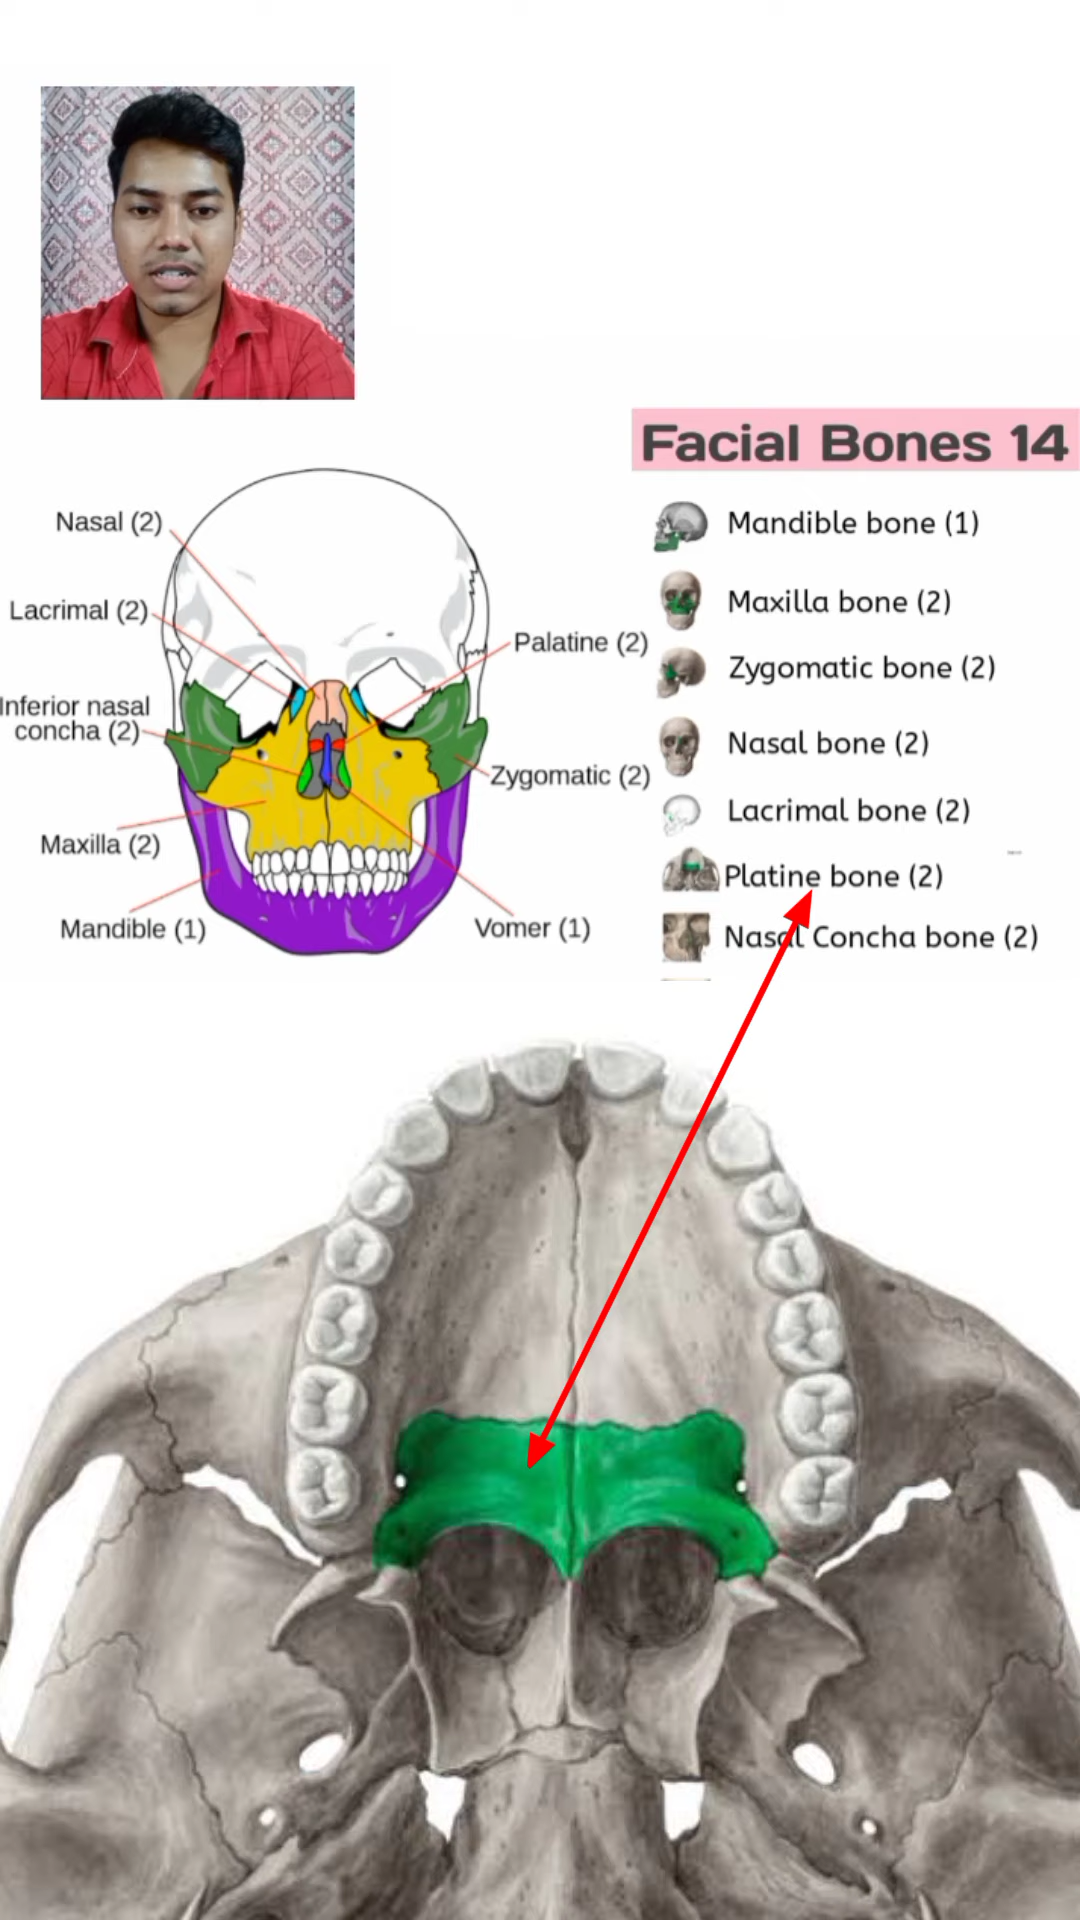 Facial Bones 14
Nasal (2)
Lacrimal (2)
Inferior nasal
concha (2)
Maxilla (2)
Mandible (1)
Palatine (2)
Zygomatic (2)
Vomer (1)
Mandible bone (1)
Maxilla bone (2)
Zygomatic bone (2)
Nasal bone (2)
Lacrimal bone (2)
Platine bone (2)
Nasal Concha bone (2)